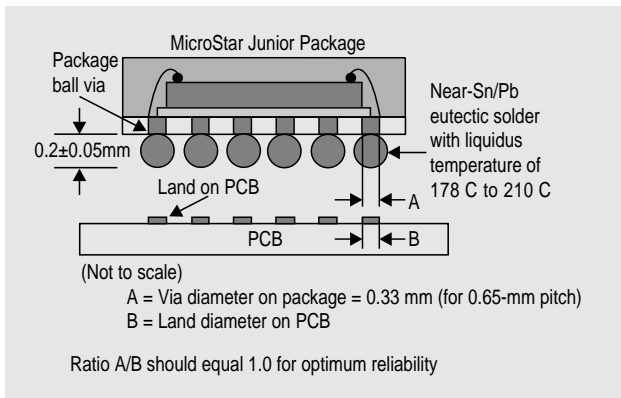 MicroStar Junior Package
Package
ball via
0.2±0.05mm
Near-Sn/Pb
eutectic solder
with liquidus
temperature of
178 C to 210 C
Land on PCB
A
PCB
B
(Not to scale)
A = Via diameter on package = 0.33 mm (for 0.65-mm pitch)
B = Land diameter on PCB
Ratio A/B should equal 1.0 for optimum reliability